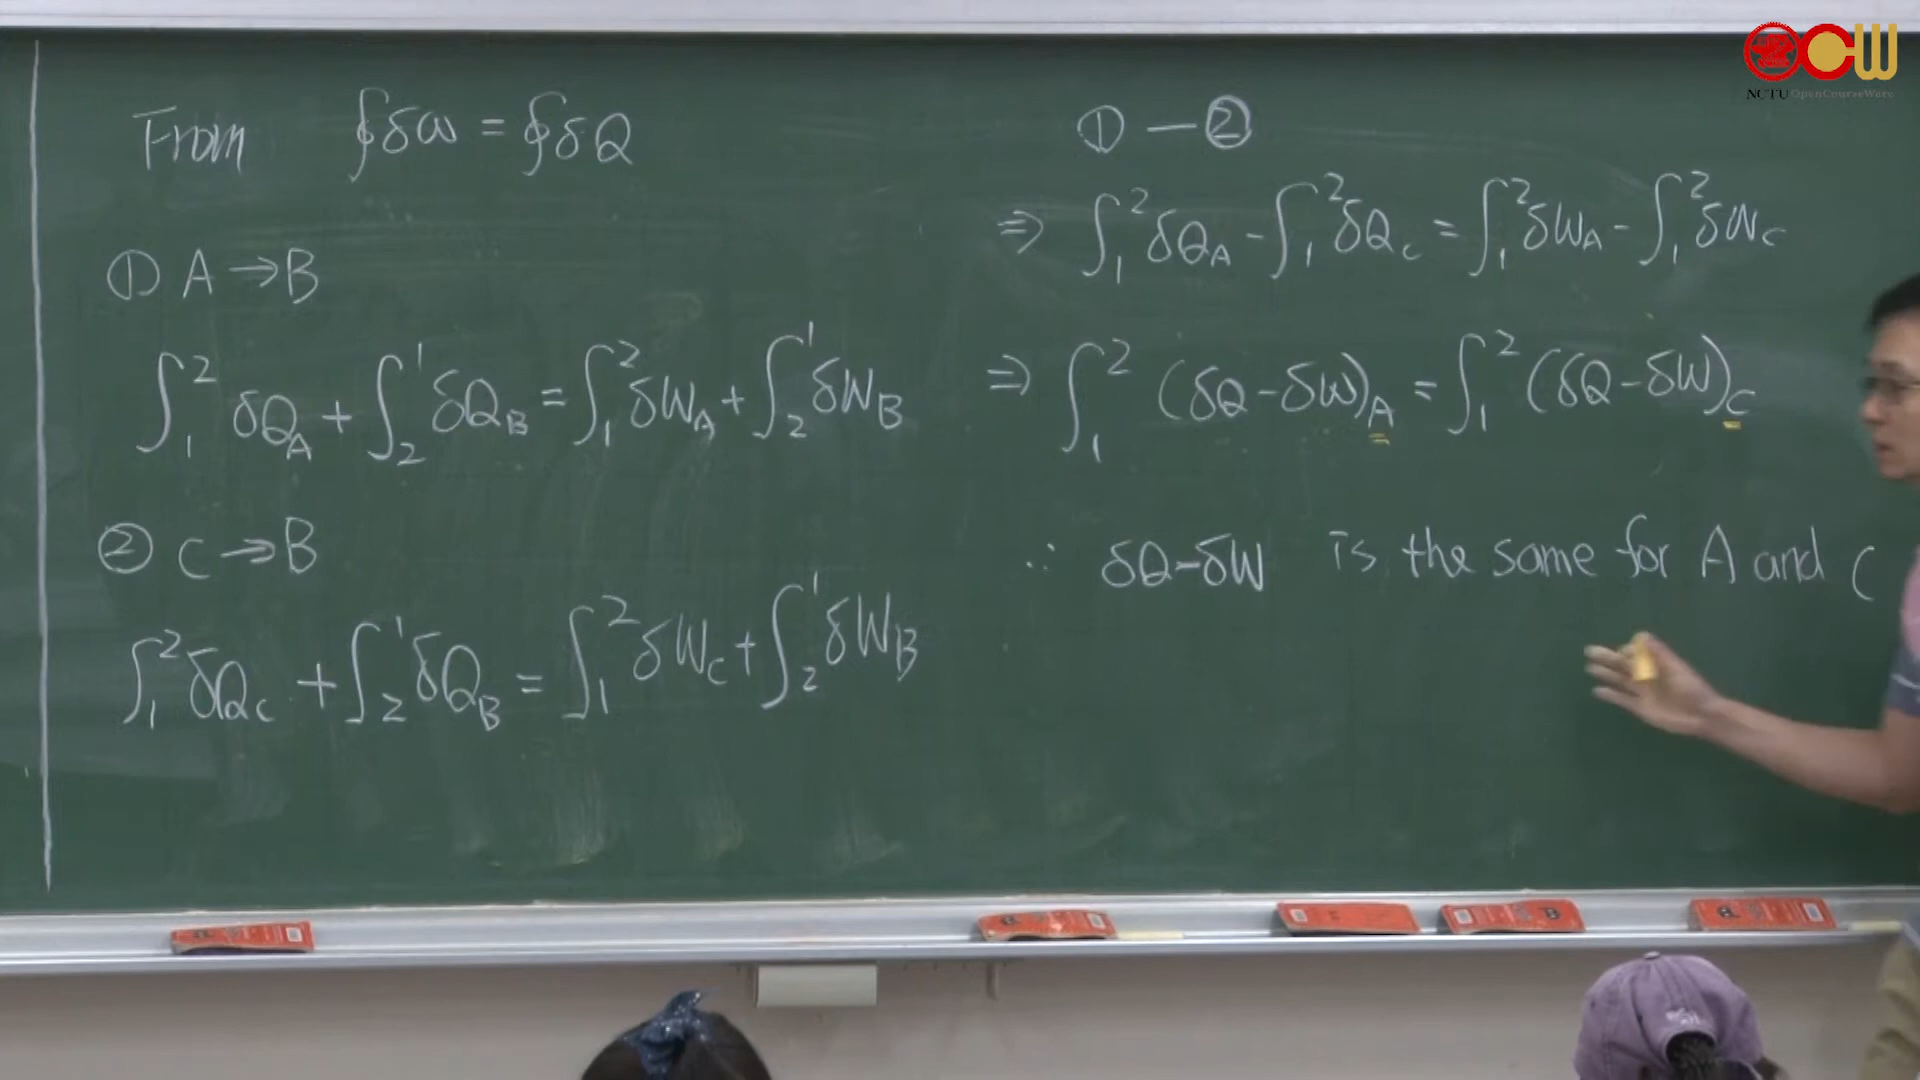 From ∮δω = ∮δQ
① A → B
∫₁² δQ_A + ∫₂¹ δQ_B = ∫₁² δW_A + ∫₂¹ δW_B
② C → B
∫₁² δQ_C + ∫₂¹ δQ_B = ∫₁² δW_C + ∫₂¹ δW_B
① — ②
⇒ ∫₁² δQ_A - ∫₁² δQ_C = ∫₁² δW_A - ∫₁² δW_C
⇒ ∫₁² (δQ - δW)_A = ∫₁² (δQ - δW)_C
∴ δQ - δW is the same for A and C
OCW
NCTU OpenCourseWare